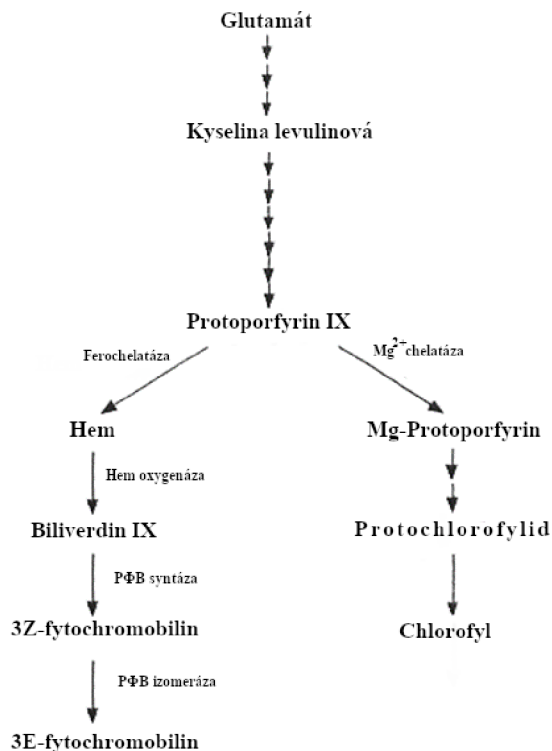 Glutamát
Kyselina levulinová
Protoporfyrin IX
Ferochelatáza
Mg2+chelatáza
Hem
Mg-Protoporfyrin
Hem oxygenáza
Biliverdin IX
Protochlorofylid
PΦB syntáza
3Z-fytochromobilin
Chlorofyl
PΦB izomeráza
3E-fytochromobilin